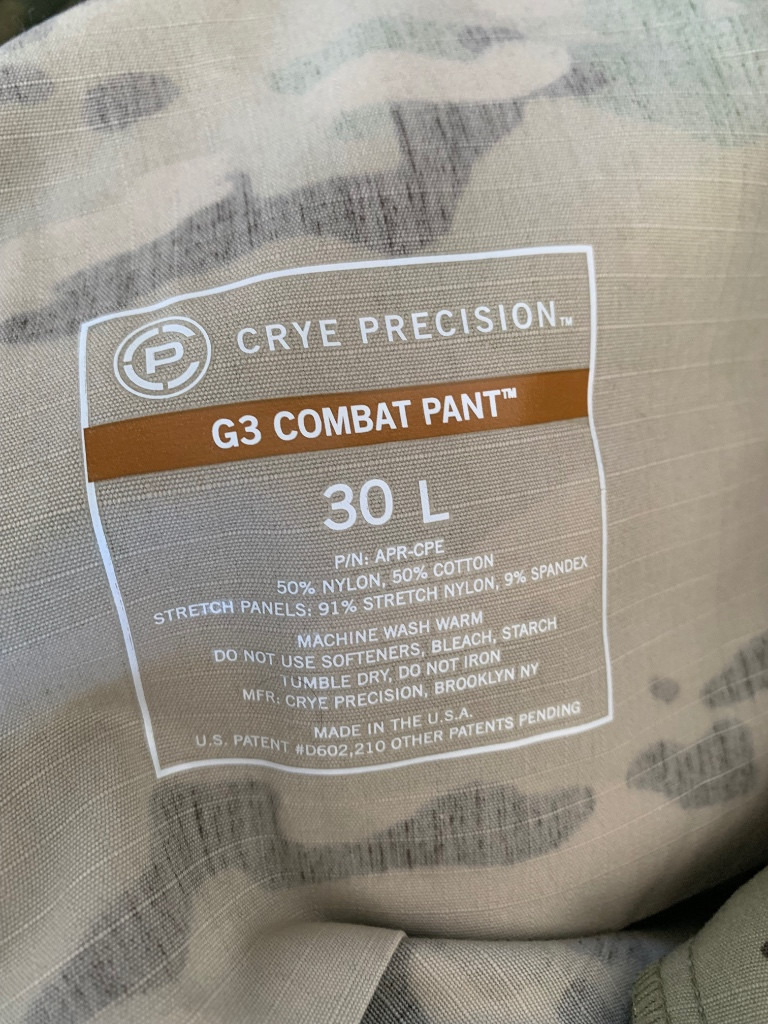 P
CRYE PRECISION™
G3 COMBAT PANT™
30 L
P/N: APR-CPE
50% NYLON, 50% COTTON
STRETCH PANELS: 91% STRETCH NYLON, 9% SPANDEX
MACHINE WASH WARM
DO NOT USE SOFTENERS, BLEACH, STARCH
TUMBLE DRY, DO NOT IRON
MFR: CRYE PRECISION, BROOKLYN NY
MADE IN THE U.S.A.
U.S. PATENT #D602,210 OTHER PATENTS PENDING